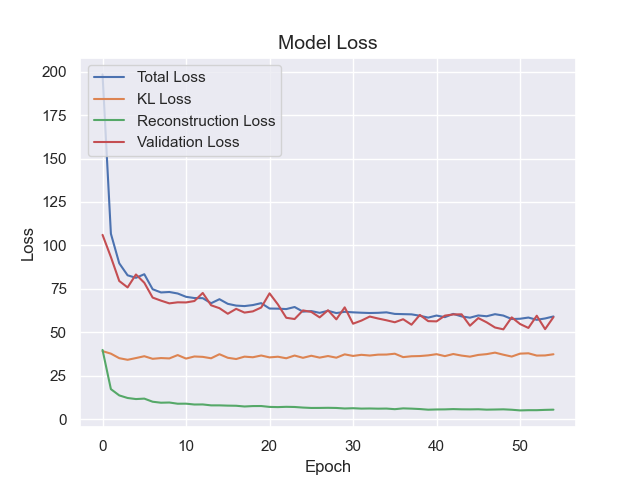 Model Loss
Total Loss
KL Loss
Reconstruction Loss
Validation Loss
Loss
200
175
150
125
100
75
50
25
0
0 10 20 30 40 50
Epoch